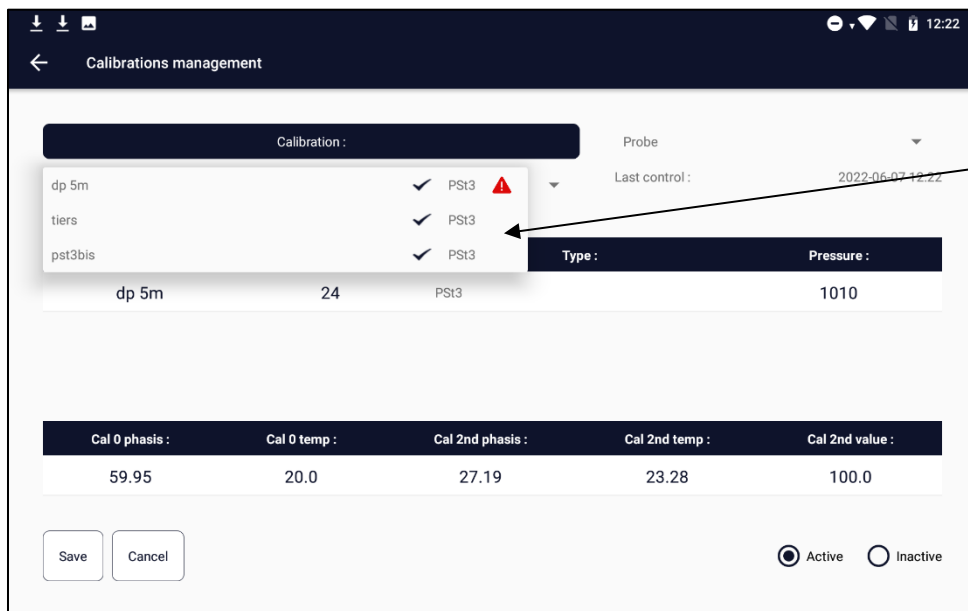 12:22
Calibrations management
Calibration :
Probe
dp 5m PSt3
Last control : 2022-06-07 12:22
tiers PSt3
pst3bis PSt3
Type : Pressure :
dp 5m 24 PSt3 1010
Cal 0 phasis : Cal 0 temp : Cal 2nd phasis : Cal 2nd temp : Cal 2nd value :
59.95 20.0 27.19 23.28 100.0
Save Cancel Active Inactive